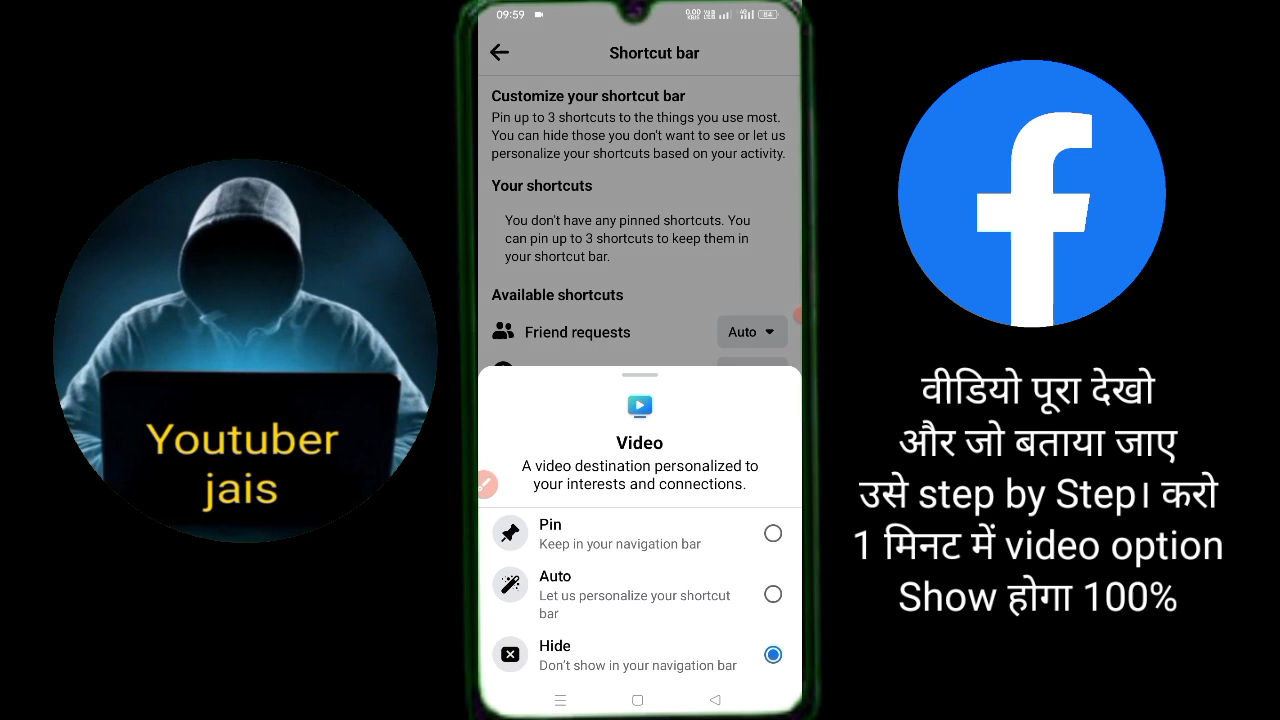 Youtuber
jais
09:59
0.00
KB/S
84
Shortcut bar
Customize your shortcut bar
Pin up to 3 shortcuts to the things you use most.
You can hide those you don't want to see or let us
personalize your shortcuts based on your activity.
Your shortcuts
You don't have any pinned shortcuts. You
can pin up to 3 shortcuts to keep them in
your shortcut bar.
Available shortcuts
Friend requests
Auto
Video
A video destination personalized to
your interests and connections.
Pin
Keep in your navigation bar
Auto
Let us personalize your shortcut
bar
Hide
Don't show in your navigation bar
वीडियो पूरा देखो
और जो बताया जाए
उसे step by Step। करो
1 मिनट में video option
Show होगा 100%